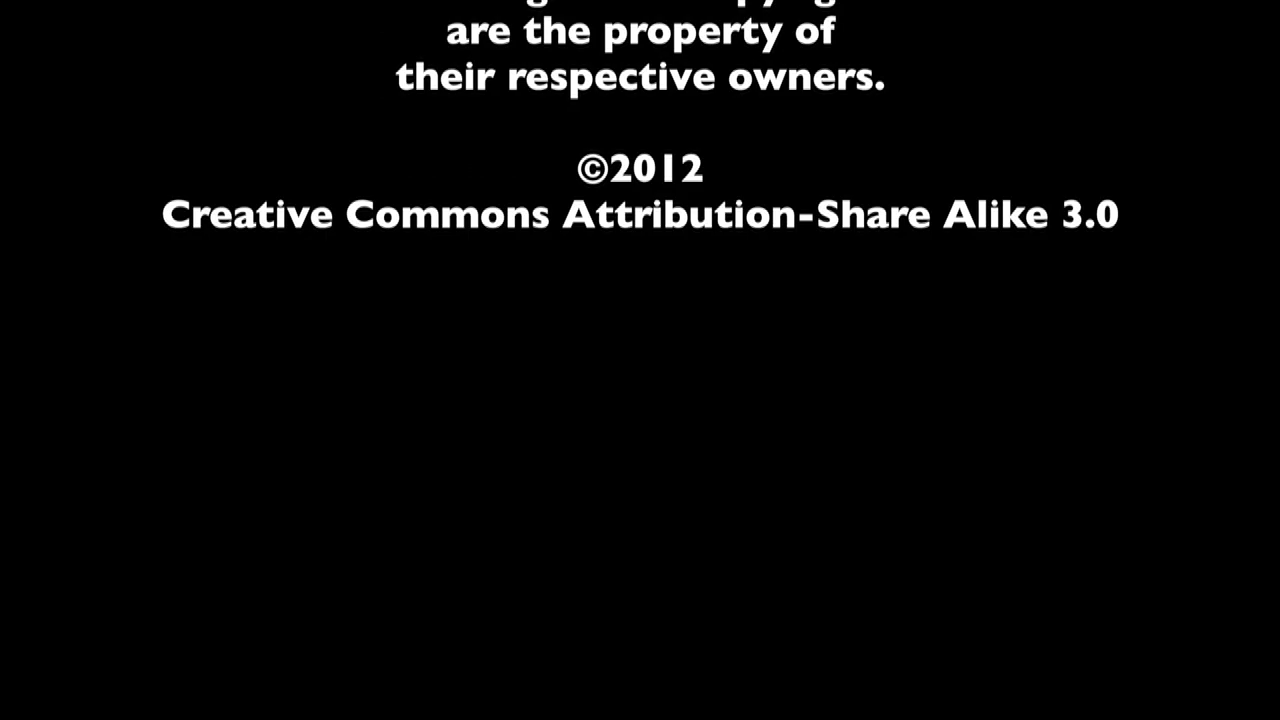 are the property of
their respective owners.
©2012
Creative Commons Attribution-Share Alike 3.0